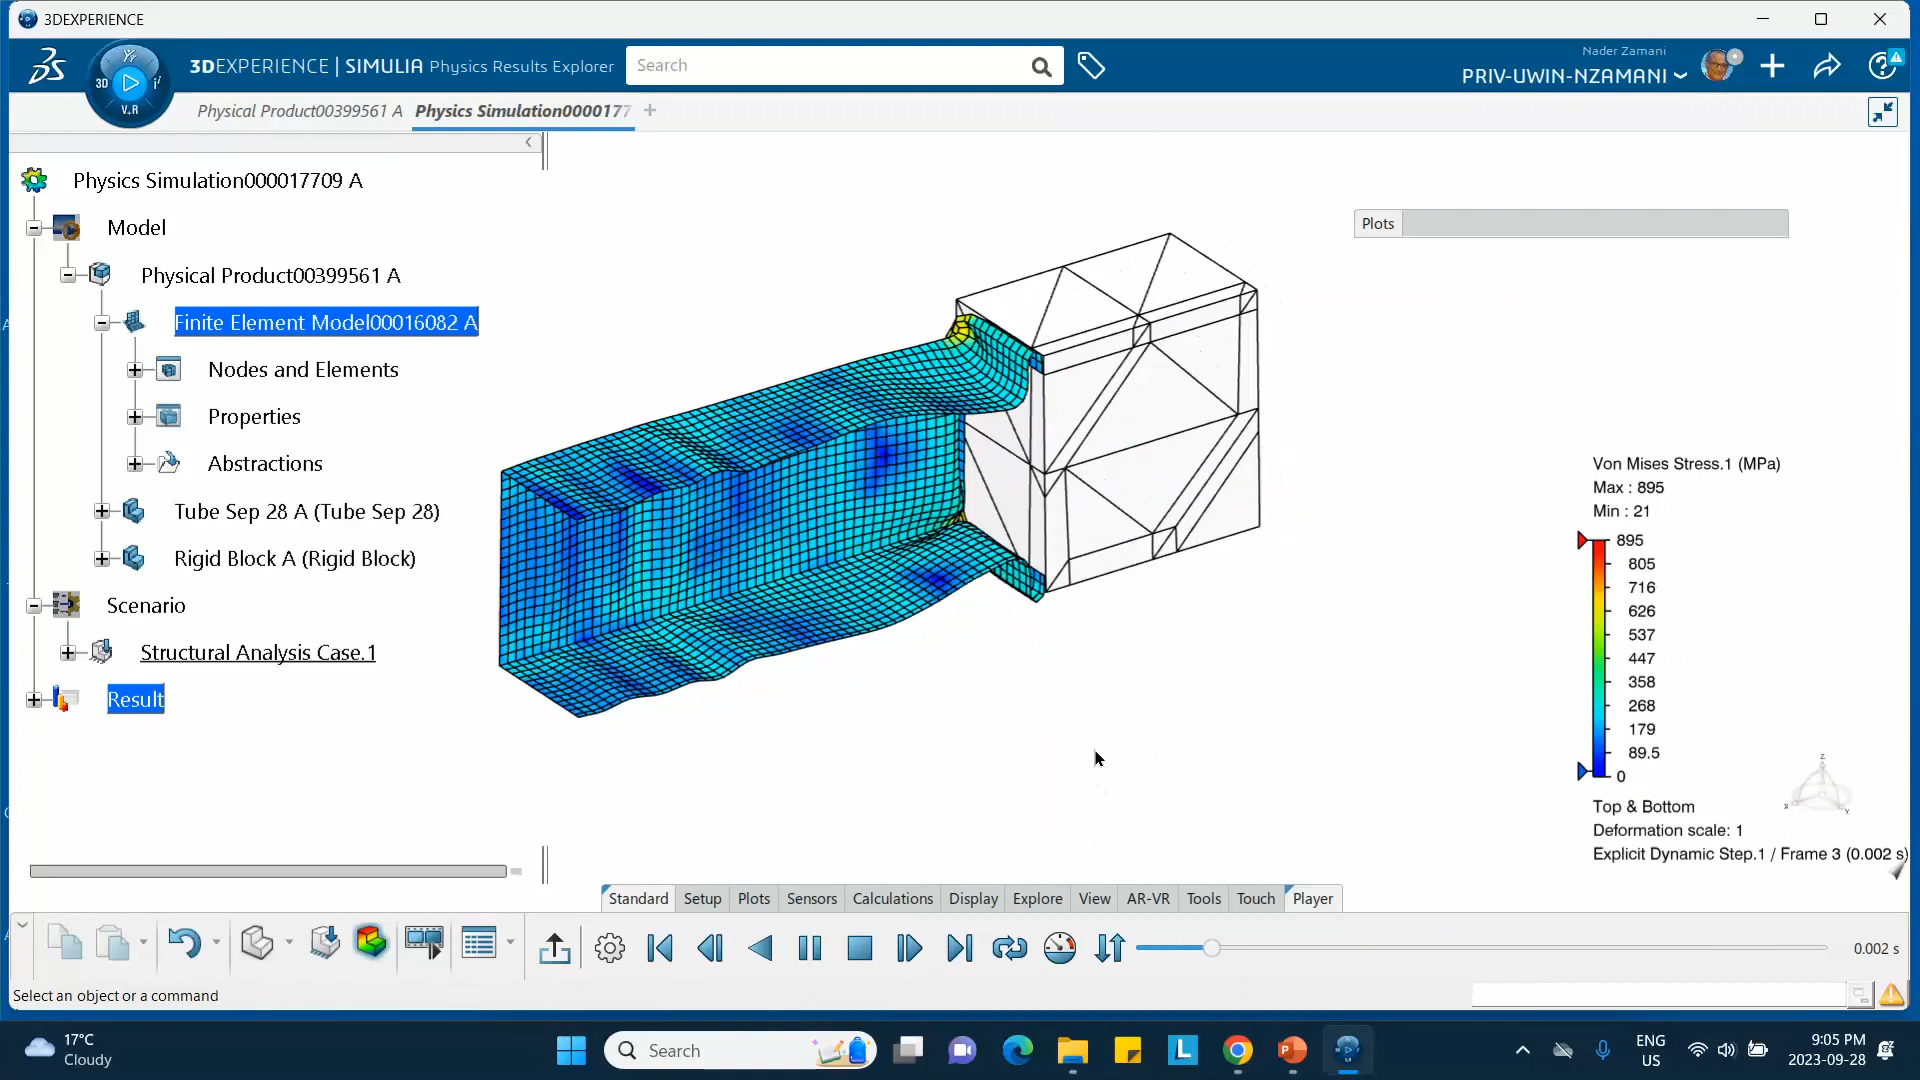 3DEXPERIENCE
3DEXPERIENCE | SIMULIA Physics Results Explorer
Search
Nader Zamani
PRIV-UWIN-NZAMANI
3D
V.R
Physical Product00399561 A
Physics Simulation0000177
Physics Simulation000017709 A
Model
Physical Product00399561 A
Finite Element Model00016082 A
Nodes and Elements
Properties
Abstractions
Tube Sep 28 A (Tube Sep 28)
Rigid Block A (Rigid Block)
Scenario
Structural Analysis Case.1
Result
Plots
Von Mises Stress.1 (MPa)
Max : 895
Min : 21
895
805
716
626
537
447
358
268
179
89.5
0
Top & Bottom
Deformation scale: 1
Explicit Dynamic Step.1 / Frame 3 (0.002 s)
Standard Setup Plots Sensors Calculations Display Explore View AR-VR Tools Touch Player
0.002 s
Select an object or a command
17°C
Cloudy
Search
ENG
US
9:05 PM
2023-09-28